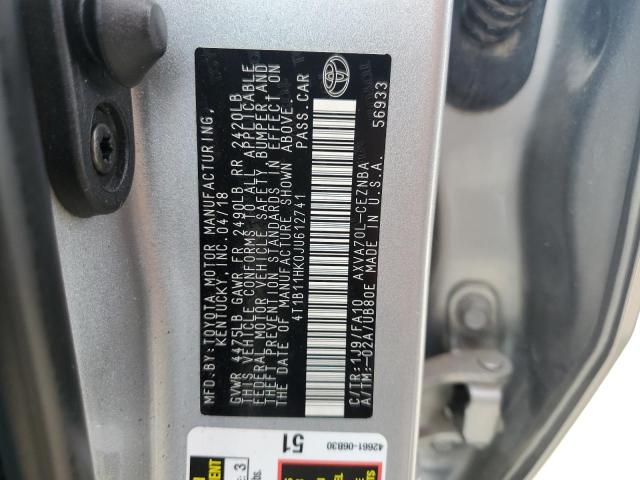 MFD. BY: TOYOTA MOTOR MANUFACTURING,
KENTUCKY, INC. 04/18
GVWR 4475LB GAWR FR 2490LB RR 2420LB
THIS VEHICLE CONFORMS TO ALL APPLICABLE
FEDERAL MOTOR VEHICLE SAFETY, BUMPER, AND
THEFT PREVENTION STANDARDS IN EFFECT ON
THE DATE OF MANUFACTURE SHOWN ABOVE.
4T1B11HK0JU612741 PASS. CAR
C/TR: 1J9/FA10 AXVA70L-CEZNBA
A/TM: -02A/UB80E MADE IN U.S.A.
56933
51
42661-06B30
3